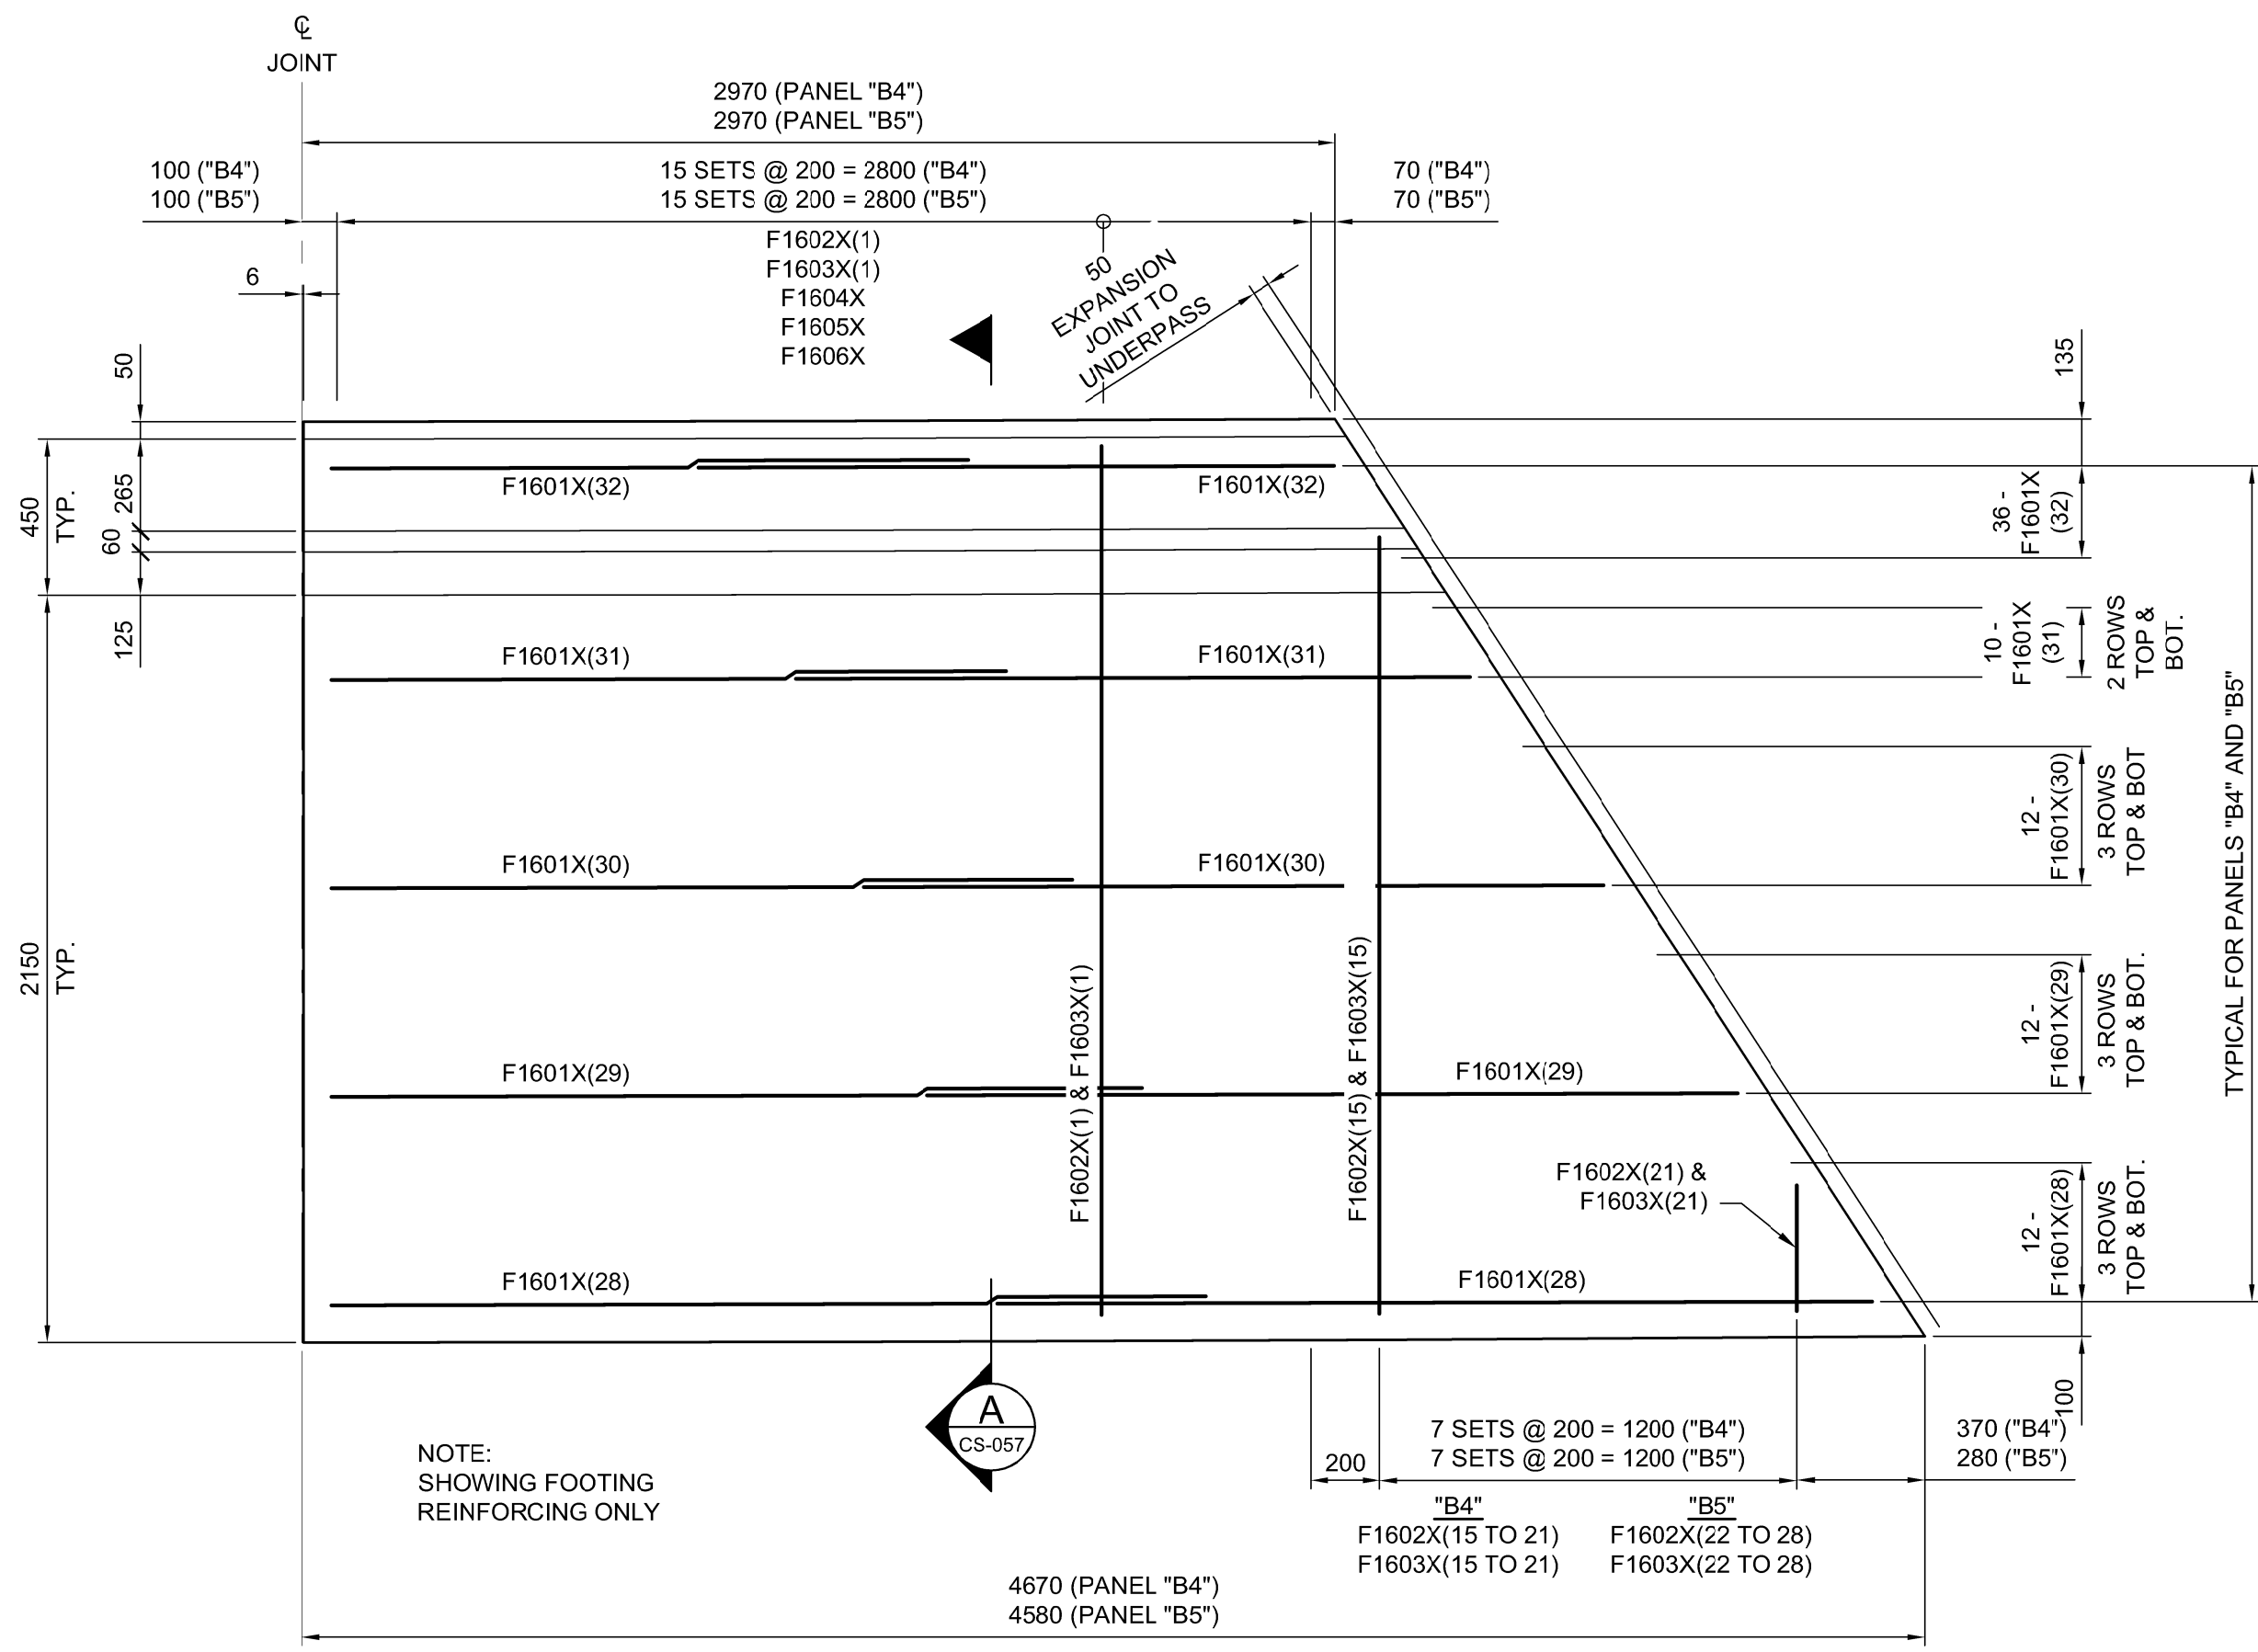 ℄
JOINT
2970 (PANEL "B4")
2970 (PANEL "B5")
100 ("B4")
100 ("B5")
15 SETS @ 200 = 2800 ("B4")
15 SETS @ 200 = 2800 ("B5")
70 ("B4")
70 ("B5")
F1602X(1)
F1603X(1)
F1604X
F1605X
F1606X
6
50
EXPANSION
JOINT TO
UNDERPASS
50
265
60
125
450
TYP.
2150
TYP.
135
36 -
F1601X
(32)
10 -
F1601X
(31)
2 ROWS
TOP &
BOT.
12 -
F1601X(30)
3 ROWS
TOP & BOT
12 -
F1601X(29)
3 ROWS
TOP & BOT.
12 -
F1601X(28)
3 ROWS
TOP & BOT.
100
TYPICAL FOR PANELS "B4" AND "B5"
F1601X(32)
F1601X(32)
F1601X(31)
F1601X(31)
F1601X(30)
F1601X(30)
F1601X(29)
F1601X(29)
F1601X(28)
F1601X(28)
F1602X(1) & F1603X(1)
F1602X(15) & F1603X(15)
F1602X(21) &
F1603X(21)
A
CS-057
NOTE:
SHOWING FOOTING
REINFORCING ONLY
200
7 SETS @ 200 = 1200 ("B4")
7 SETS @ 200 = 1200 ("B5")
370 ("B4")
280 ("B5")
"B4"
F1602X(15 TO 21)
F1603X(15 TO 21)
"B5"
F1602X(22 TO 28)
F1603X(22 TO 28)
4670 (PANEL "B4")
4580 (PANEL "B5")